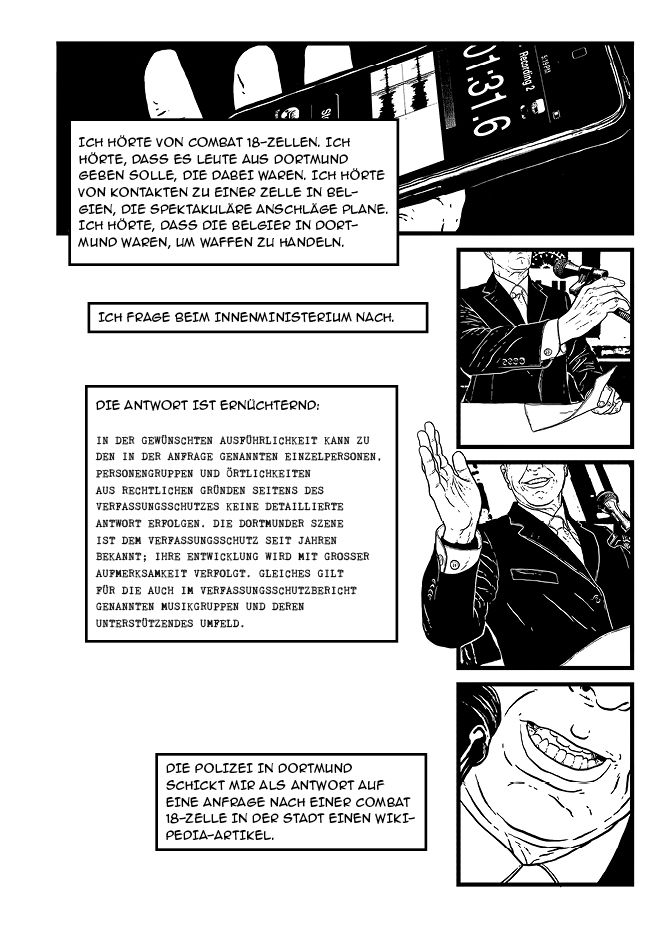 5:19 PM
Recording 2
01:31.6
ICH HÖRTE VON COMBAT 18-ZELLEN. ICH
HÖRTE, DASS ES LEUTE AUS DORTMUND
GEBEN SOLLE, DIE DABEI WAREN. ICH HÖRTE
VON KONTAKTEN ZU EINER ZELLE IN BEL-
GIEN, DIE SPEKTAKULÄRE ANSCHLÄGE PLANE.
ICH HÖRTE, DASS DIE BELGIER IN DORT-
MUND WAREN, UM WAFFEN ZU HANDELN.
ICH FRAGE BEIM INNENMINISTERIUM NACH.
DIE ANTWORT IST ERNÜCHTERND:
IN DER GEWÜNSCHTEN AUSFÜHRLICHKEIT KANN ZU
DEN IN DER ANFRAGE GENANNTEN EINZELPERSONEN,
PERSONENGRUPPEN UND ÖRTLICHKEITEN
AUS RECHTLICHEN GRÜNDEN SEITENS DES
VERFASSUNGSSCHUTZES KEINE DETAILLIERTE
ANTWORT ERFOLGEN. DIE DORTMUNDER SZENE
IST DEM VERFASSUNGSSCHUTZ SEIT JAHREN
BEKANNT; IHRE ENTWICKLUNG WIRD MIT GROSSER
AUFMERKSAMKEIT VERFOLGT. GLEICHES GILT
FÜR DIE AUCH IM VERFASSUNGSSCHUTZBERICHT
GENANNTEN MUSIKGRUPPEN UND DEREN
UNTERSTÜTZENDES UMFELD.
DIE POLIZEI IN DORTMUND
SCHICKT MIR ALS ANTWORT AUF
EINE ANFRAGE NACH EINER COMBAT
18-ZELLE IN DER STADT EINEN WIKI-
PEDIA-ARTIKEL.